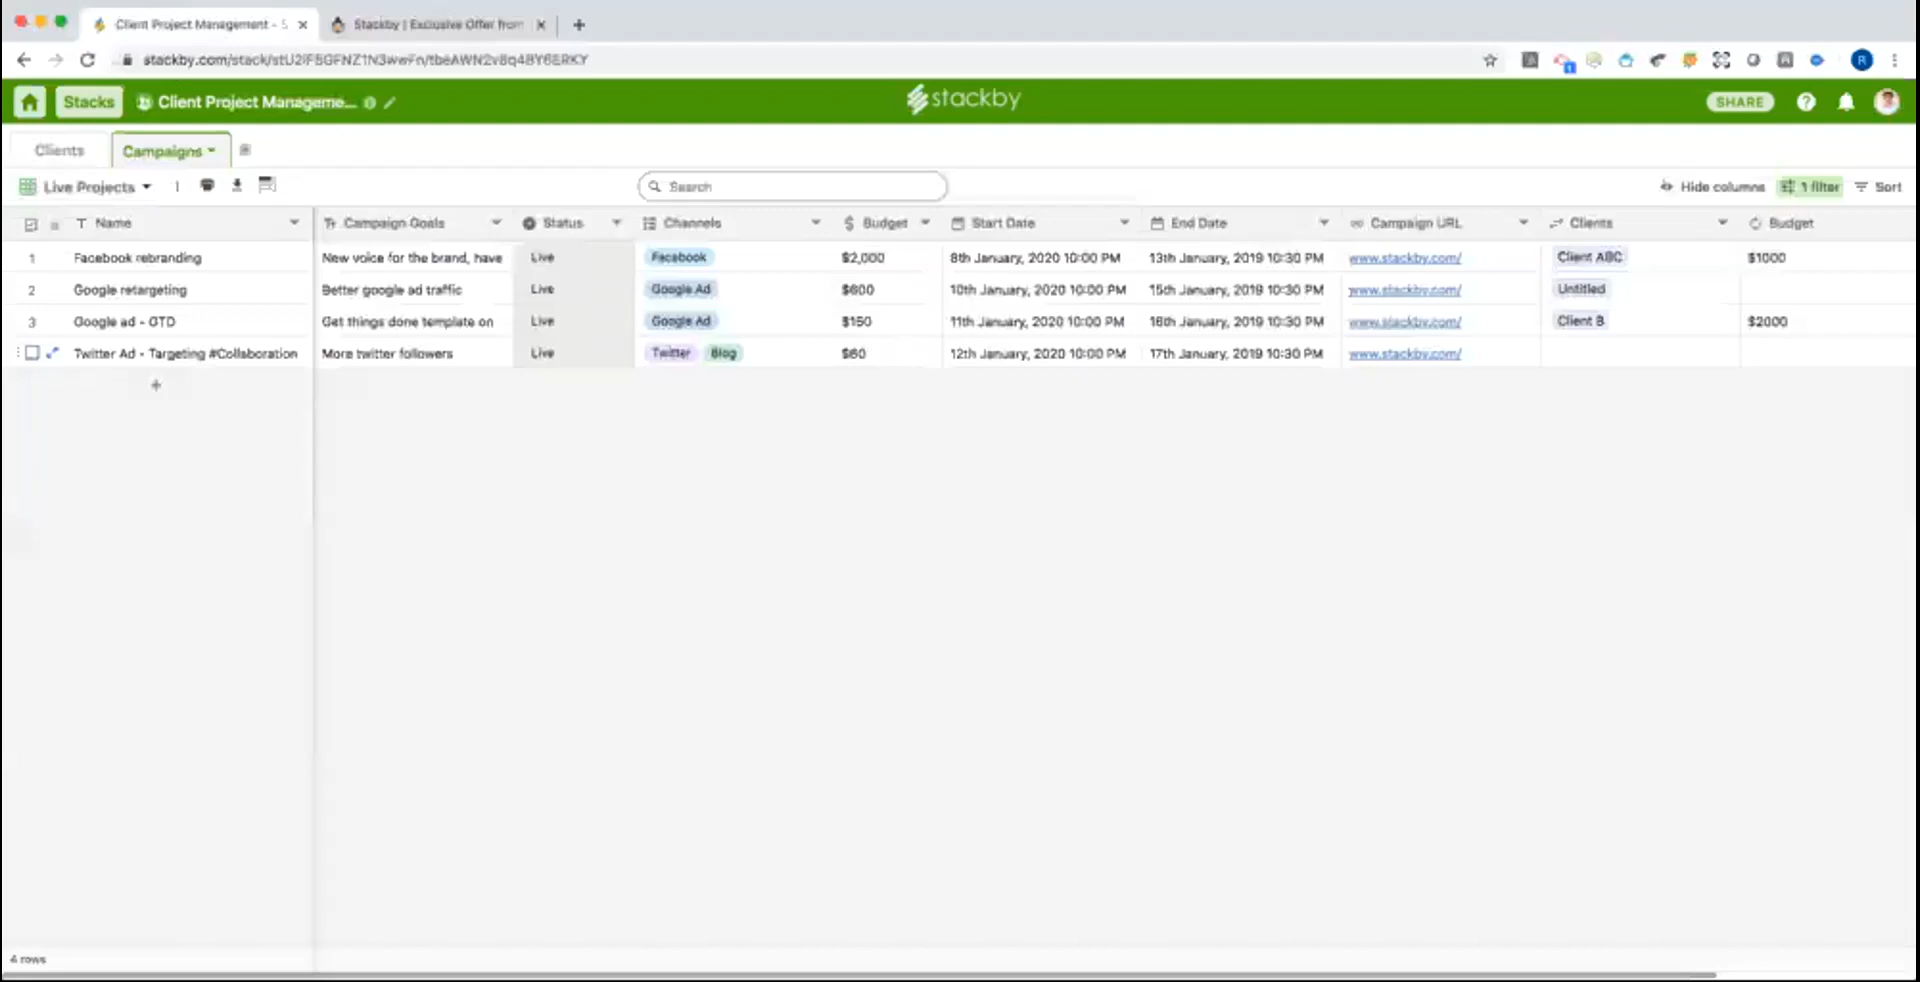 Client Project Management - S
Stackby | Exclusive Offer from
Stacks
Client Project Manageme...
stackby
SHARE
Clients
Campaigns
Live Projects
Search
Hide columns
1 filter
Sort
Name Campaign Goals Status Channels Budget Start Date End Date Campaign URL Clients Budget
1 Facebook rebranding New voice for the brand, have Live Facebook $2,000 8th January, 2020 10:00 PM 13th January, 2019 10:30 PM www.stackby.com/ Client ABC $1000
2 Google retargeting Better google ad traffic Live Google Ad $600 10th January, 2020 10:00 PM 15th January, 2019 10:30 PM www.stackby.com/ Untitled
3 Google ad - GTD Get things done template on Live Google Ad $150 11th January, 2020 10:00 PM 16th January, 2019 10:30 PM www.stackby.com/ Client B $2000
Twitter Ad - Targeting #Collaboration More twitter followers Live Twitter Blog $60 12th January, 2020 10:00 PM 17th January, 2019 10:30 PM www.stackby.com/
4 rows